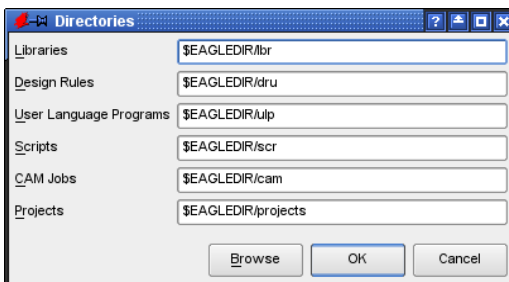 Directories
Libraries $EAGLEDIR/lbr
Design Rules $EAGLEDIR/dru
User Language Programs $EAGLEDIR/ulp
Scripts $EAGLEDIR/scr
CAM Jobs $EAGLEDIR/cam
Projects $EAGLEDIR/projects
Browse OK Cancel